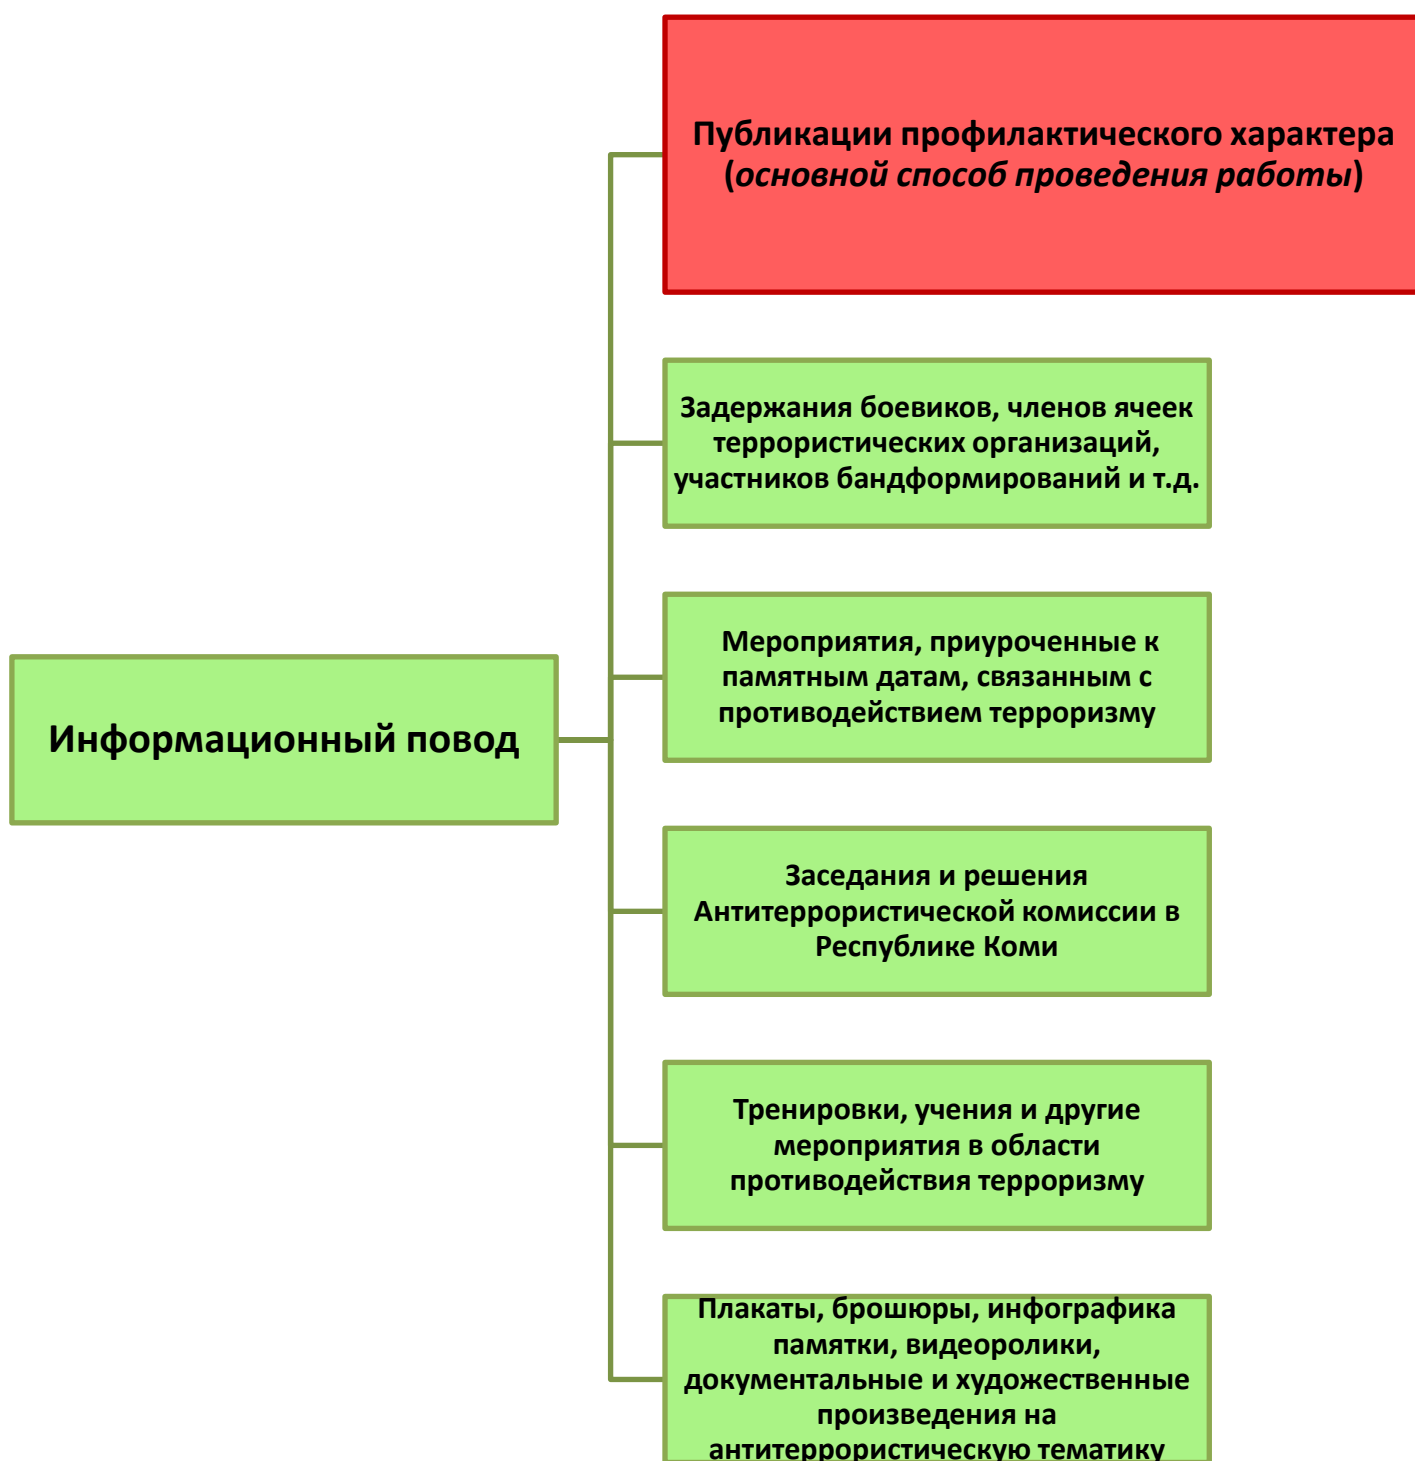 Публикации профилактического характера
(основной способ проведения работы)
Задержания боевиков, членов ячеек
террористических организаций,
участников бандформирований и т.д.
Мероприятия, приуроченные к
памятным датам, связанным с
противодействием терроризму
Информационный повод
Заседания и решения
Антитеррористической комиссии в
Республике Коми
Тренировки, учения и другие
мероприятия в области
противодействия терроризму
Плакаты, брошюры, инфографика
памятки, видеоролики,
документальные и художественные
произведения на
антитеррористическую тематику